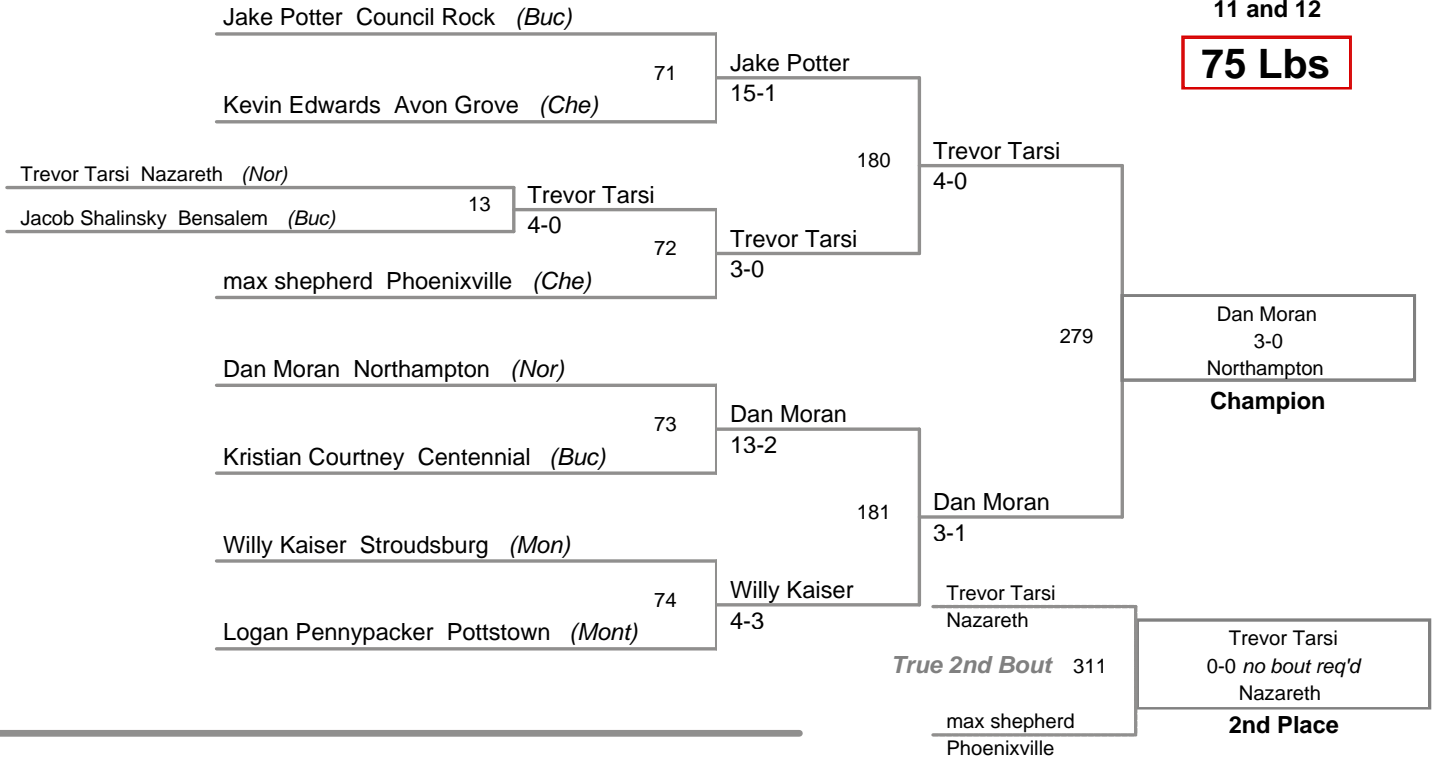 11 and 12
75 Lbs
Jake Potter Council Rock (Buc)
71
Kevin Edwards Avon Grove (Che)
Jake Potter
15-1
Trevor Tarsi Nazareth (Nor)
13
Jacob Shalinsky Bensalem (Buc)
Trevor Tarsi
4-0
72
max shepherd Phoenixville (Che)
Trevor Tarsi
3-0
180
Trevor Tarsi
4-0
Dan Moran Northampton (Nor)
73
Kristian Courtney Centennial (Buc)
Dan Moran
13-2
Willy Kaiser Stroudsburg (Mon)
74
Logan Pennypacker Pottstown (Mont)
Willy Kaiser
4-3
181
Dan Moran
3-1
279
Dan Moran
3-0
Northampton
Champion
Trevor Tarsi
Nazareth
True 2nd Bout 311
max shepherd
Phoenixville
Trevor Tarsi
0-0 no bout req'd
Nazareth
2nd Place